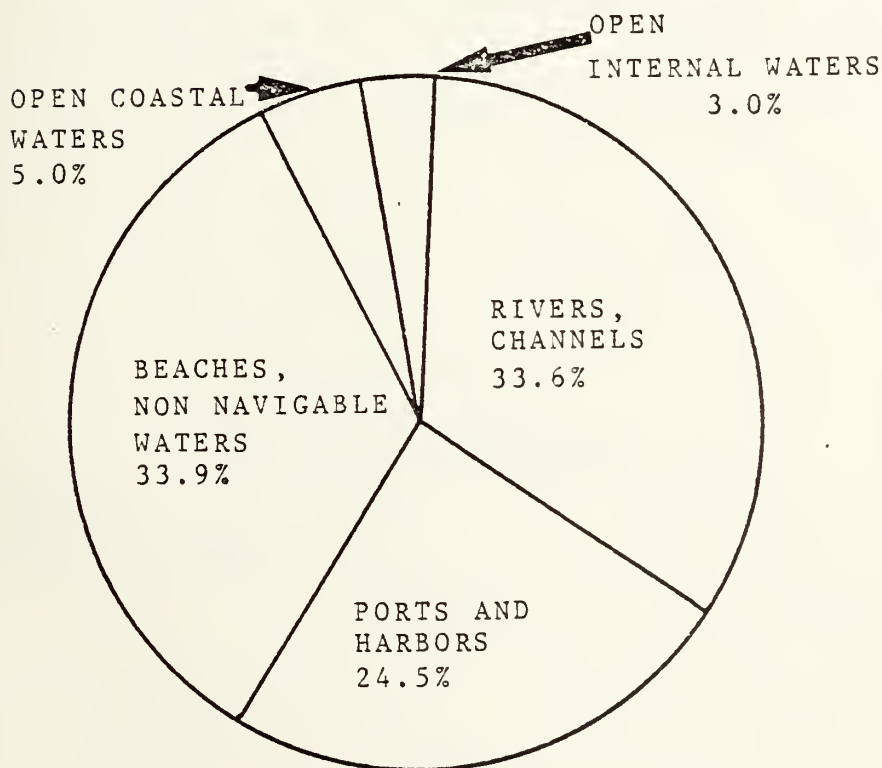 OPEN
INTERNAL WATERS
3.0%
OPEN COASTAL
WATERS
5.0%
RIVERS,
CHANNELS
33.6%
BEACHES,
NON NAVIGABLE
WATERS
33.9%
PORTS AND
HARBORS
24.5%